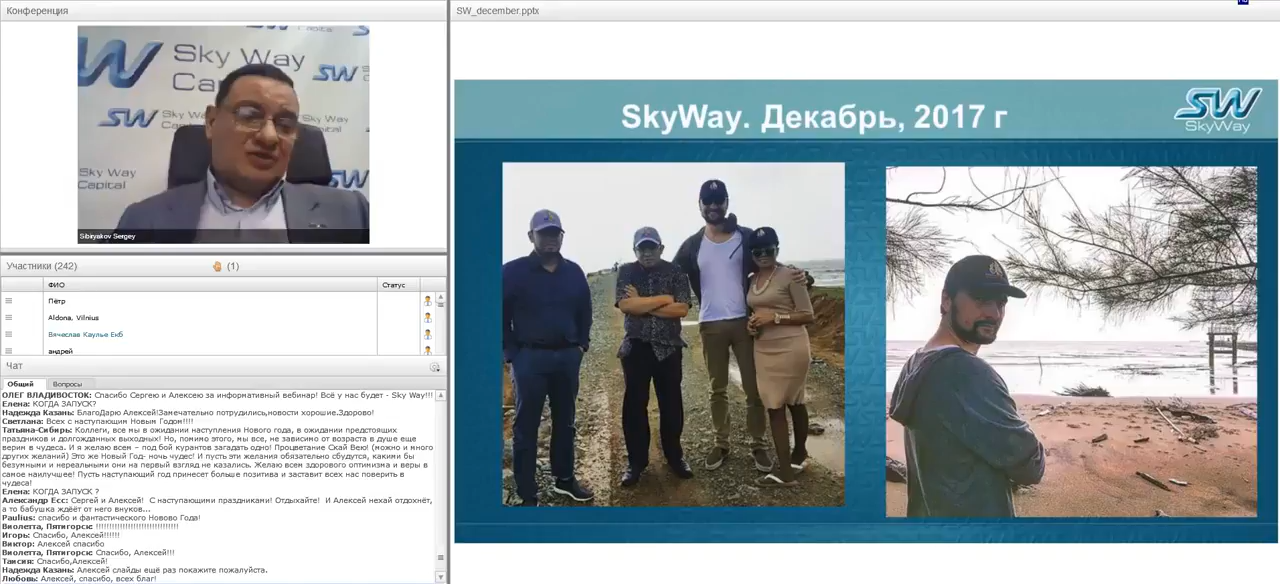 Конференция
SW_december.pptx
Sky Way
Capital
SW
Sky Way
Capital
Sky Way
Capital
SW
Sibiryakov Sergey
SkyWay. Декабрь, 2017 г
SW
SkyWay
Участники (242)
(1)
ФИО
Статус
Пётр
Aldona, Vilnius
Вячеслав Каулье Екб
андрей
Чат
Общий
Вопросы
ОЛЕГ ВЛАДИВОСТОК: Спасибо Сергею и Алексею за информативный вебинар! Всё у нас будет - Sky Way!!!
Елена: КОГДА ЗАПУСК?
Надежда Казань: БлагоДарю Алексей!Замечательно потрудились,новости хорошие.Здорово!
Светлана: Всех с наступающим Новым Годом!!!!
Татьяна-Сибирь: Коллеги, все мы в ожидании наступления Нового года, в ожидании предстоящих
праздников и долгожданных выходных! Но, помимо этого, мы все, не зависимо от возраста в душе еще
верим в чудеса. И я желаю всем – под бой курантов загадать одно! Процветание Скай Вею! (можно и много
других желаний) Это же Новый Год- ночь чудес! И пусть эти желания обязательно сбудутся, какими бы
безумными и нереальными они на первый взгляд не казались. Желаю всем здорового оптимизма и веры в
самое наилучшее! Пусть наступающий год принесет больше позитива и заставит всех нас поверить в
чудеса!
Елена: КОГДА ЗАПУСК ?
Александр Есс: Сергей и Алексей! С наступающими праздниками! Отдыхайте! И Алексей нехай отдохнёт,
а то бабушка ждёёт от него внуков...
Paulius: спасибо и фантастического Новово Года!
Виолетта, Пятигорск: !!!!!!!!!!!!!!!!!!!!!!!!!!!!!!!
Игорь: Спасибо, Алексей!!!!!!
Виктор: Алексей спасибо
Виолетта, Пятигорск: Спасибо, Алексей!!!
Таисия: Спасибо,Алексей!
Надежда Казань: Алексей слайды ещё раз покажите пожалуйста.
Любовь: Алексей, спасибо, всех благ!